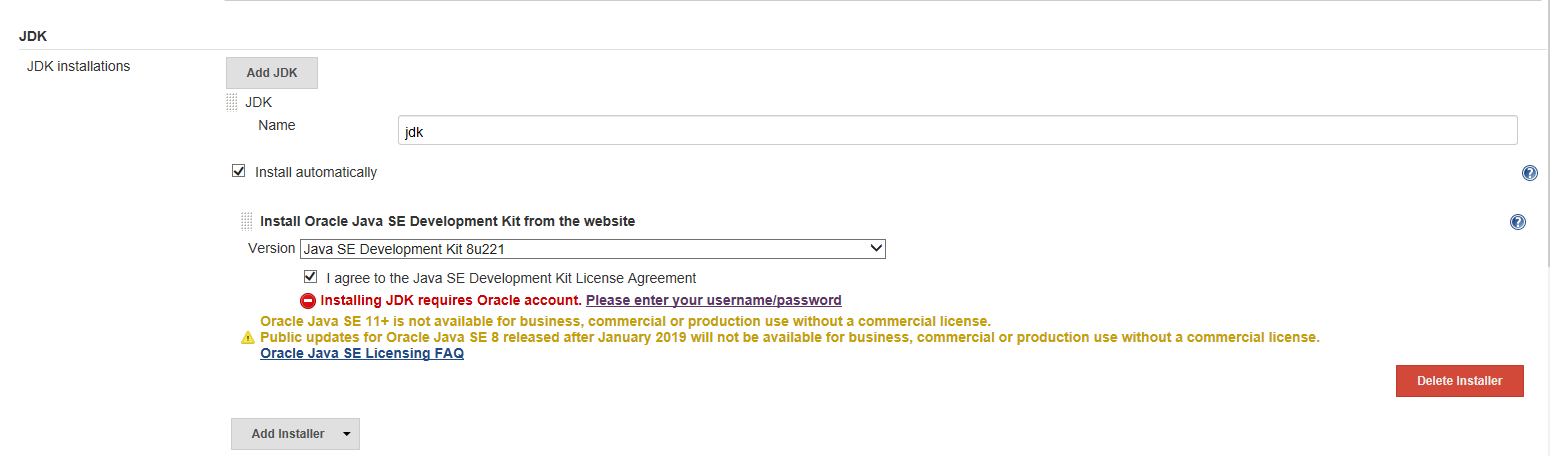 JDK
JDK installations
Add JDK
JDK
Name
jdk
Install automatically
?
Install Oracle Java SE Development Kit from the website
?
Version
Java SE Development Kit 8u221
I agree to the Java SE Development Kit License Agreement
Installing JDK requires Oracle account. Please enter your username/password
Oracle Java SE 11+ is not available for business, commercial or production use without a commercial license.
Public updates for Oracle Java SE 8 released after January 2019 will not be available for business, commercial or production use without a commercial license.
Oracle Java SE Licensing FAQ
Delete Installer
Add Installer